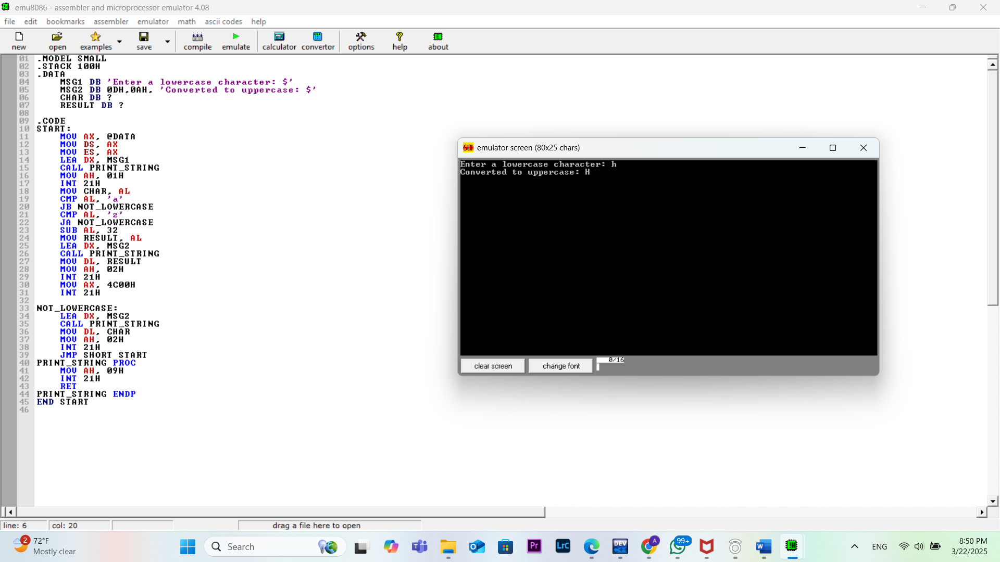 emu8086 - assembler and microprocessor emulator 4.08
file edit bookmarks assembler emulator math ascii codes help
new open examples save compile emulate calculator convertor options help about
01 .MODEL SMALL
02 .STACK 100H
03 .DATA
04 MSG1 DB 'Enter a lowercase character: $'
05 MSG2 DB 0DH,0AH, 'Converted to uppercase: $'
06 CHAR DB ?
07 RESULT DB ?
08
09 .CODE
10 START:
11 MOV AX, @DATA
12 MOV DS, AX
13 MOV ES, AX
14 LEA DX, MSG1
15 CALL PRINT_STRING
16 MOV AH, 01H
17 INT 21H
18 MOV CHAR, AL
19 CMP AL, 'a'
20 JB NOT_LOWERCASE
21 CMP AL, 'z'
22 JA NOT_LOWERCASE
23 SUB AL, 32
24 MOV RESULT, AL
25 LEA DX, MSG2
26 CALL PRINT_STRING
27 MOV DL, RESULT
28 MOV AH, 02H
29 INT 21H
30 MOV AX, 4C00H
31 INT 21H
32
33 NOT_LOWERCASE:
34 LEA DX, MSG2
35 CALL PRINT_STRING
36 MOV DL, CHAR
37 MOV AH, 02H
38 INT 21H
39 JMP SHORT START
40 PRINT_STRING PROC
41 MOV AH, 09H
42 INT 21H
43 RET
44 PRINT_STRING ENDP
45 END START
46
SCR emulator screen (80x25 chars)
Enter a lowercase character: h
Converted to uppercase: H
clear screen change font 0/16
line: 6 col: 20 drag a file here to open
2 72°F
Mostly clear
Search
Pr LrC DEV C++ A 99+ W
ENG
8:50 PM
3/22/2025